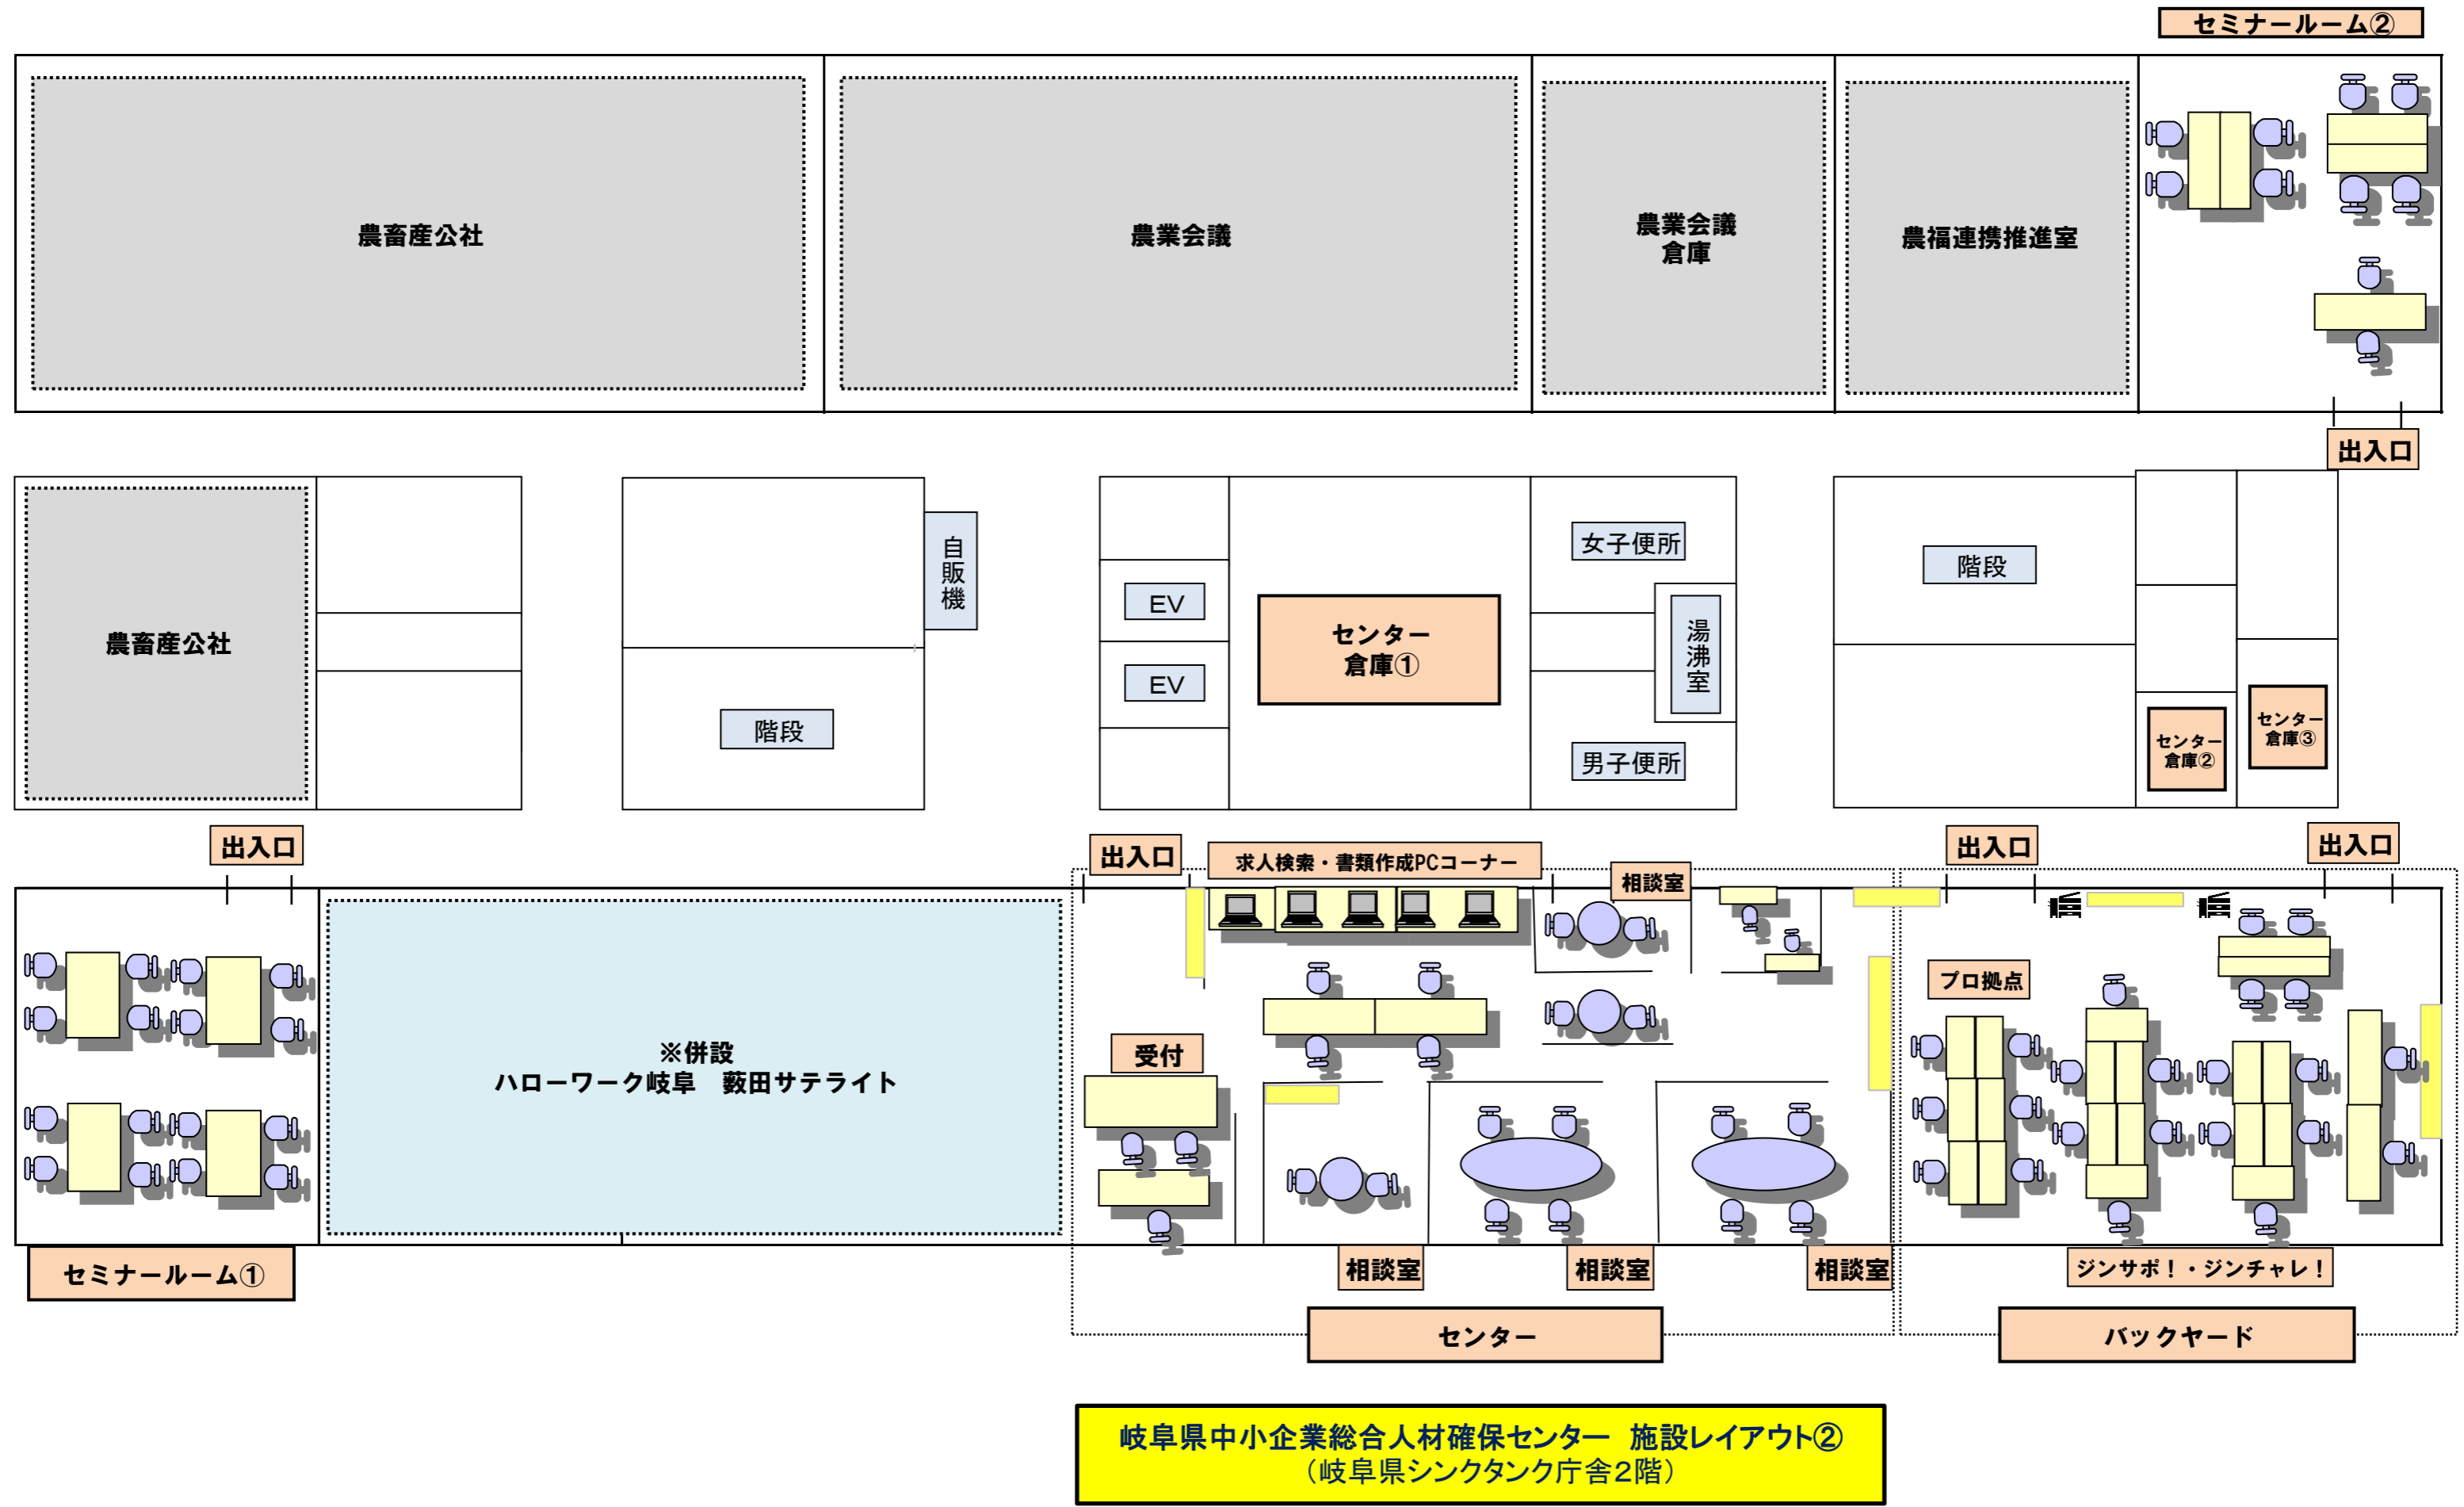 セミナールーム②
農畜産公社
農業会議
農業会議
倉庫
農福連携推進室
出入口
農畜産公社
自販機
階段
EV
EV
センター
倉庫①
女子便所
湯沸室
男子便所
階段
センター
倉庫②
センター
倉庫③
出入口
出入口
求人検索・書類作成PCコーナー
相談室
出入口
出入口
※併設
ハローワーク岐阜　薮田サテライト
受付
プロ拠点
セミナールーム①
相談室
相談室
相談室
ジンサポ！・ジンチャレ！
センター
バックヤード
岐阜県中小企業総合人材確保センター 施設レイアウト②
（岐阜県シンクタンク庁舎２階）